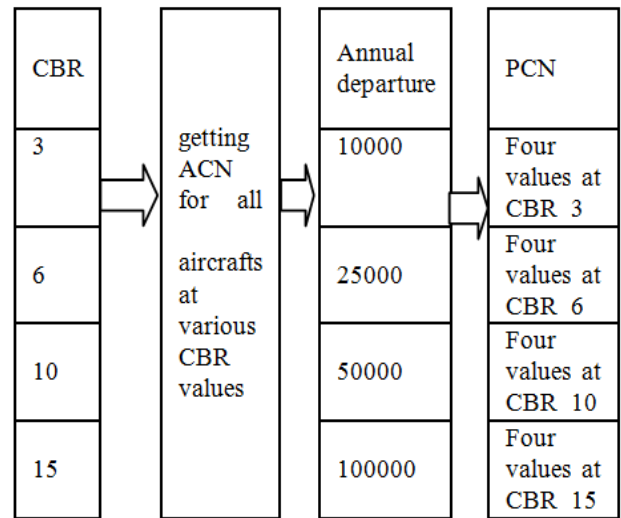 CBR
3
6
10
15
getting
ACN
for all
aircrafts
at
various
CBR
values
Annual
departure
10000
25000
50000
100000
PCN
Four
values at
CBR 3
Four
values at
CBR 6
Four
values at
CBR 10
Four
values at
CBR 15